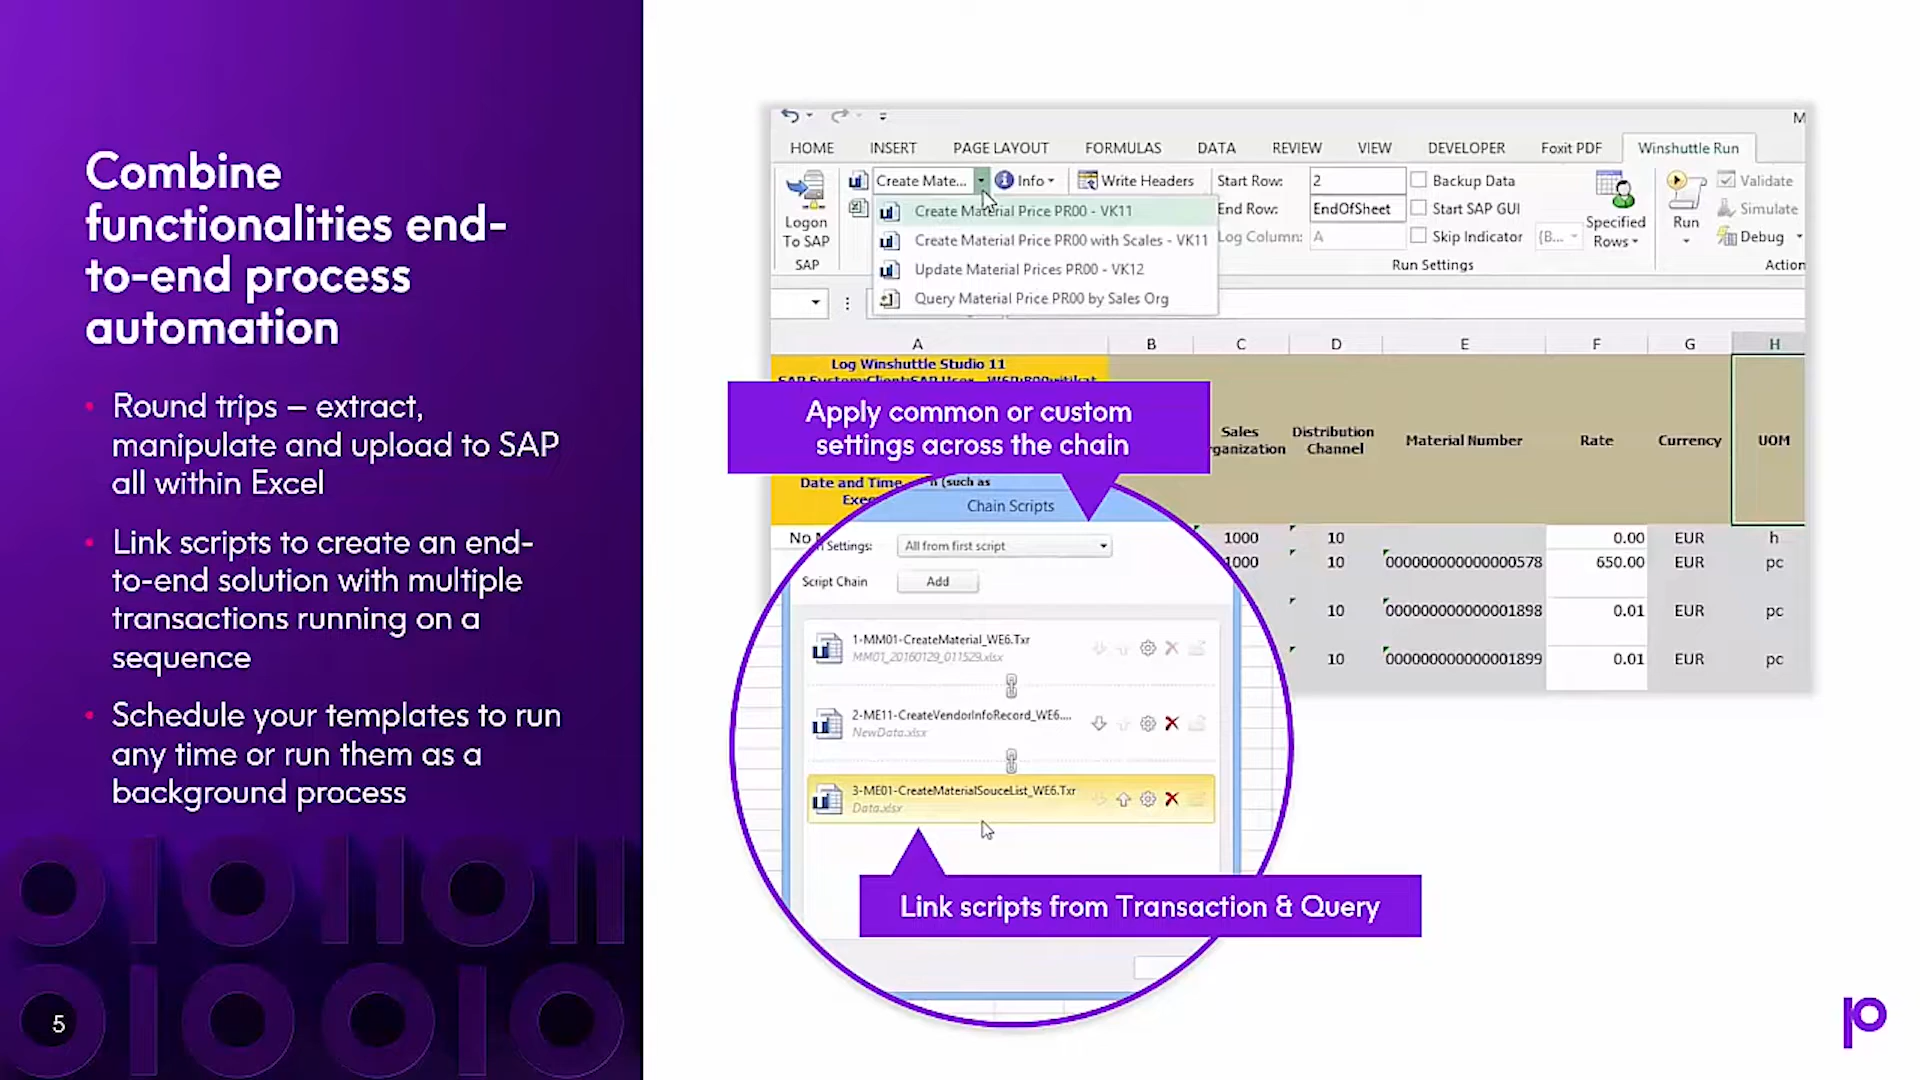 Combine
functionalities end-
to-end process
automation
• Round trips – extract,
manipulate and upload to SAP
all within Excel
• Link scripts to create an end-
to-end solution with multiple
transactions running on a
sequence
• Schedule your templates to run
any time or run them as a
background process
5
M
HOME INSERT PAGE LAYOUT FORMULAS DATA REVIEW VIEW DEVELOPER Foxit PDF Winshuttle Run
Create Mate... Info Write Headers Start Row: 2 Backup Data Validate
End Row: EndOfSheet Start SAP GUI Simulate
Log Column: A Skip Indicator (B... Debug
Logon
To SAP
SAP
Specified
Rows
Run
Run Settings
Action
Create Material Price PR00 - VK11
Create Material Price PR00 with Scales - VK11
Update Material Prices PR00 - VK12
Query Material Price PR00 by Sales Org
A B C D E F G H
Log Winshuttle Studio 11
Apply common or custom
settings across the chain
Sales
rganization
Distribution
Channel
Material Number
Rate
Currency
UOM
Date and Time
(such as
Exe
No
1000 10 0.00 EUR h
1000 10 000000000000000578 650.00 EUR pc
10 000000000000001898 0.01 EUR pc
10 000000000000001899 0.01 EUR pc
Chain Scripts
Settings: All from first script
Script Chain Add
1-MM01-CreateMaterial_WE6.Txr
MM01_20160129_011529.xlsx
2-ME11-CreateVendorInfoRecord_WE6....
NewData.xlsx
3-ME01-CreateMaterialSouceList_WE6.Txr
Data.xlsx
Link scripts from Transaction & Query